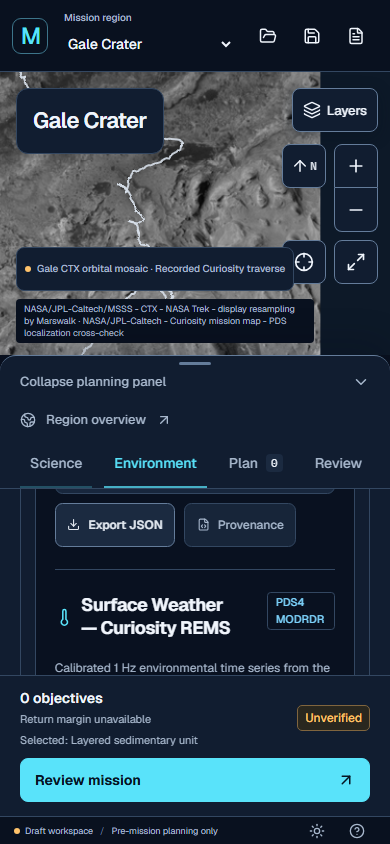 M
Mission region
Gale Crater
Gale Crater
Layers
N
Gale CTX orbital mosaic · Recorded Curiosity traverse
NASA/JPL-Caltech/MSSS - CTX - NASA Trek - display resampling
by Marswalk · NASA/JPL-Caltech - Curiosity mission map - PDS
localization cross-check
Collapse planning panel
Region overview
Science
Environment
Plan 0
Review
Export JSON
Provenance
Surface Weather
— Curiosity REMS
PDS4
MODRDR
Calibrated 1 Hz environmental time series from the
0 objectives
Return margin unavailable
Selected: Layered sedimentary unit
Unverified
Review mission
Draft workspace / Pre-mission planning only